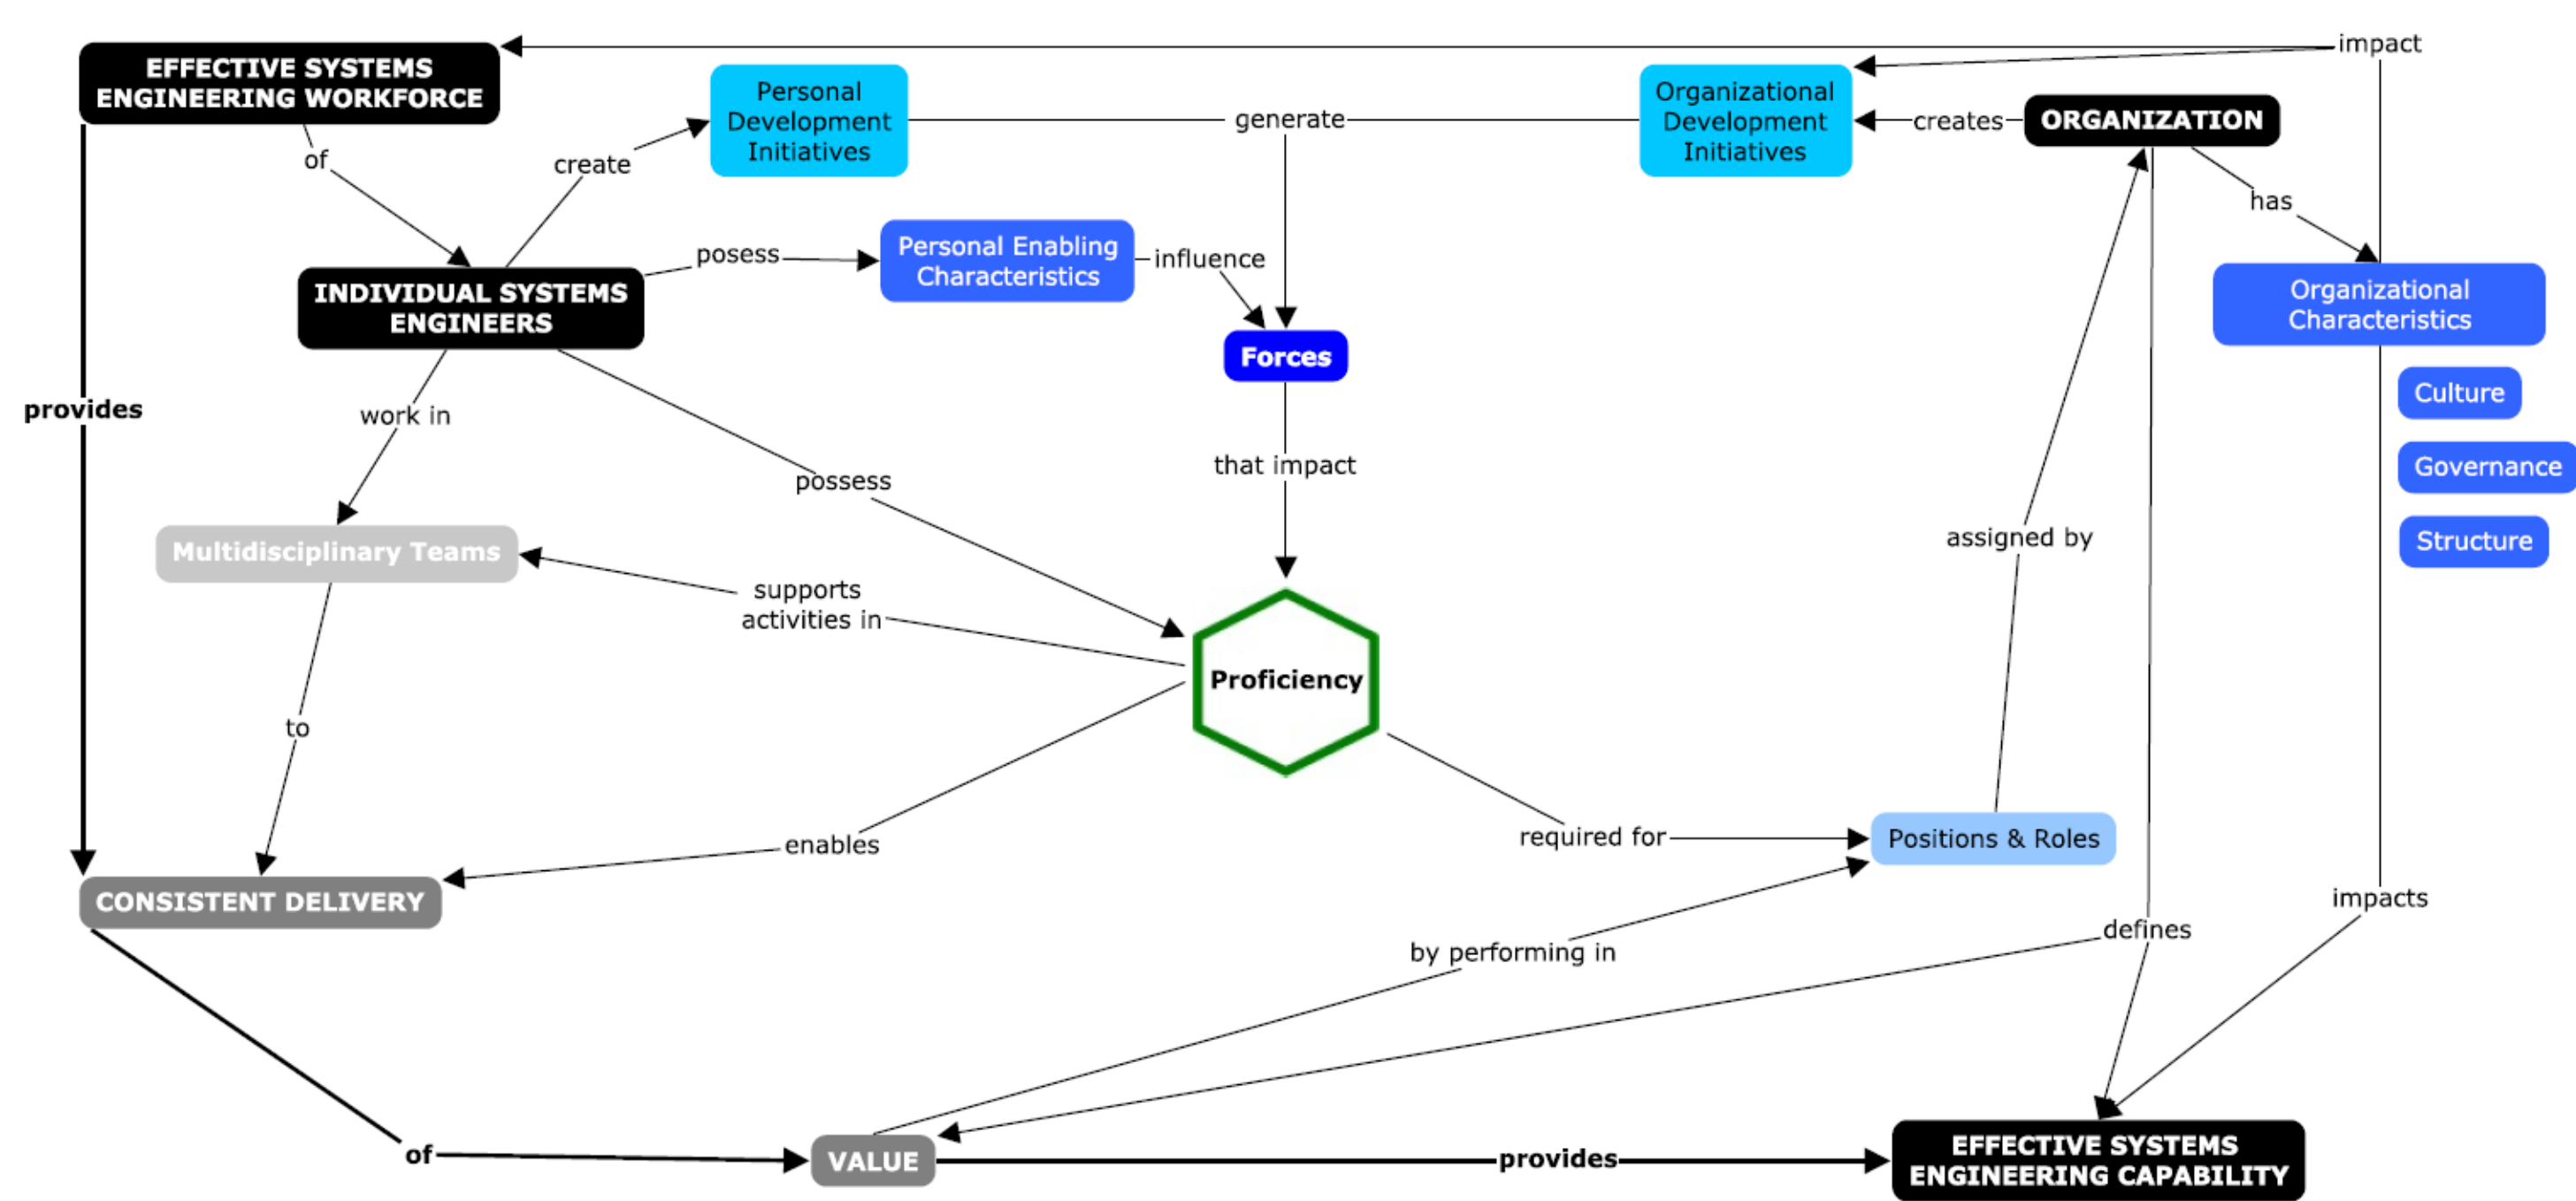 impact
EFFECTIVE SYSTEMS
ENGINEERING WORKFORCE
Personal
Development
Initiatives
generate
Organizational
Development
Initiatives
creates
ORGANIZATION
of
create
has
posess
Personal Enabling
Characteristics
influence
INDIVIDUAL SYSTEMS
ENGINEERS
Organizational
Characteristics
Forces
Culture
provides
work in
that impact
Governance
possess
assigned by
Structure
Multidisciplinary Teams
supports
activities in
Proficiency
to
enables
required for
Positions & Roles
CONSISTENT DELIVERY
impacts
by performing in
defines
of
VALUE
provides
EFFECTIVE SYSTEMS
ENGINEERING CAPABILITY